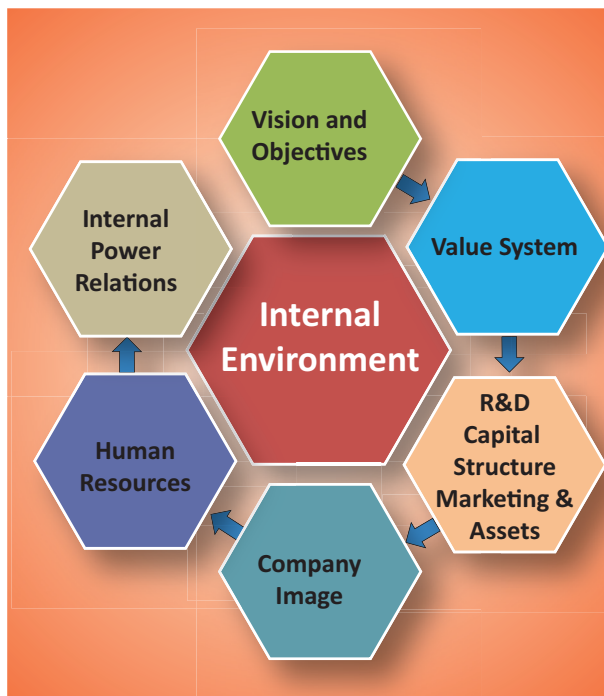 Vision and
Objectives
Value System
R&D
Capital
Structure
Marketing &
Assets
Company
Image
Human
Resources
Internal
Power
Relations
Internal
Environment